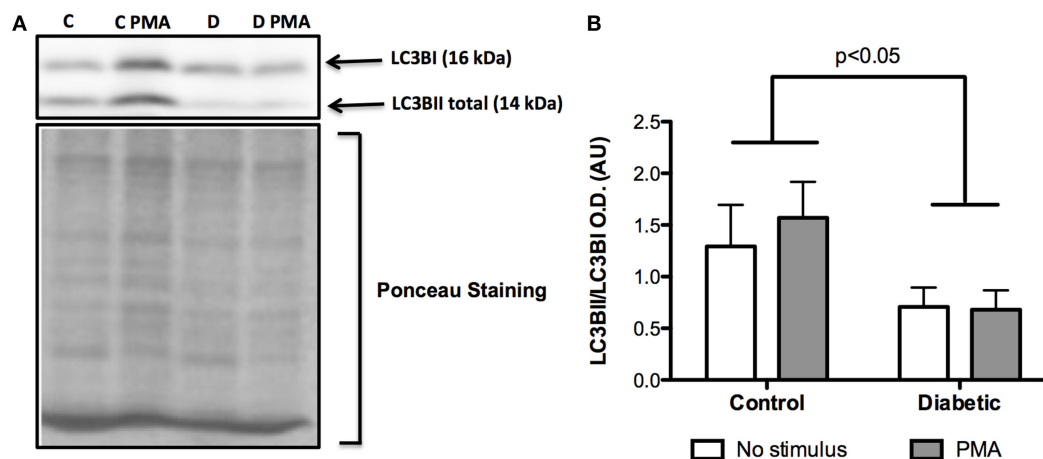 A
C C PMA D D PMA
LC3BI (16 kDa)
LC3BII total (14 kDa)
Ponceau Staining
B
p<0.05
LC3BII/LC3BI O.D. (AU)
2.5
2.0
1.5
1.0
0.5
0.0
Control Diabetic
No stimulus PMA